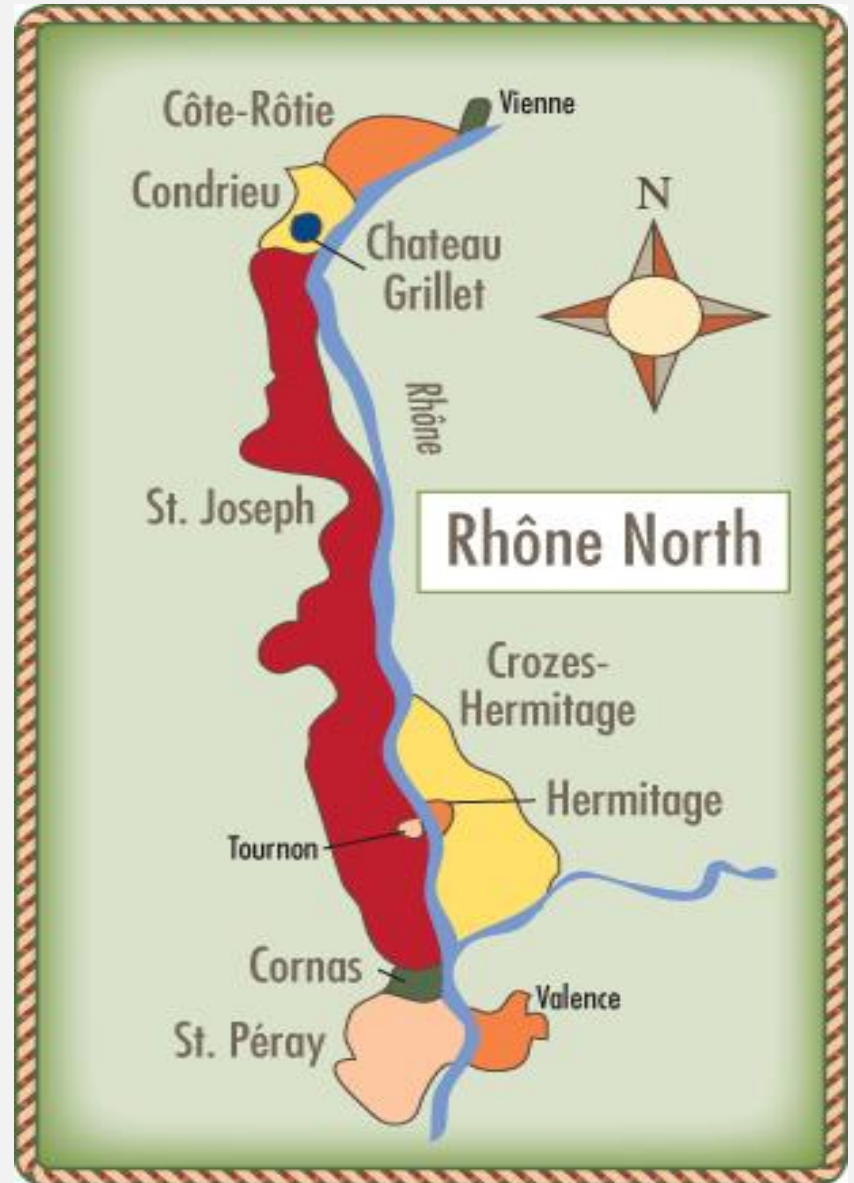 Vienne
Côte-Rôtie
Condrieu
N
Chateau
Grillet
Rhône
St. Joseph
Rhône North
Crozes-
Hermitage
Hermitage
Tournon
Cornas
Valence
St. Péray